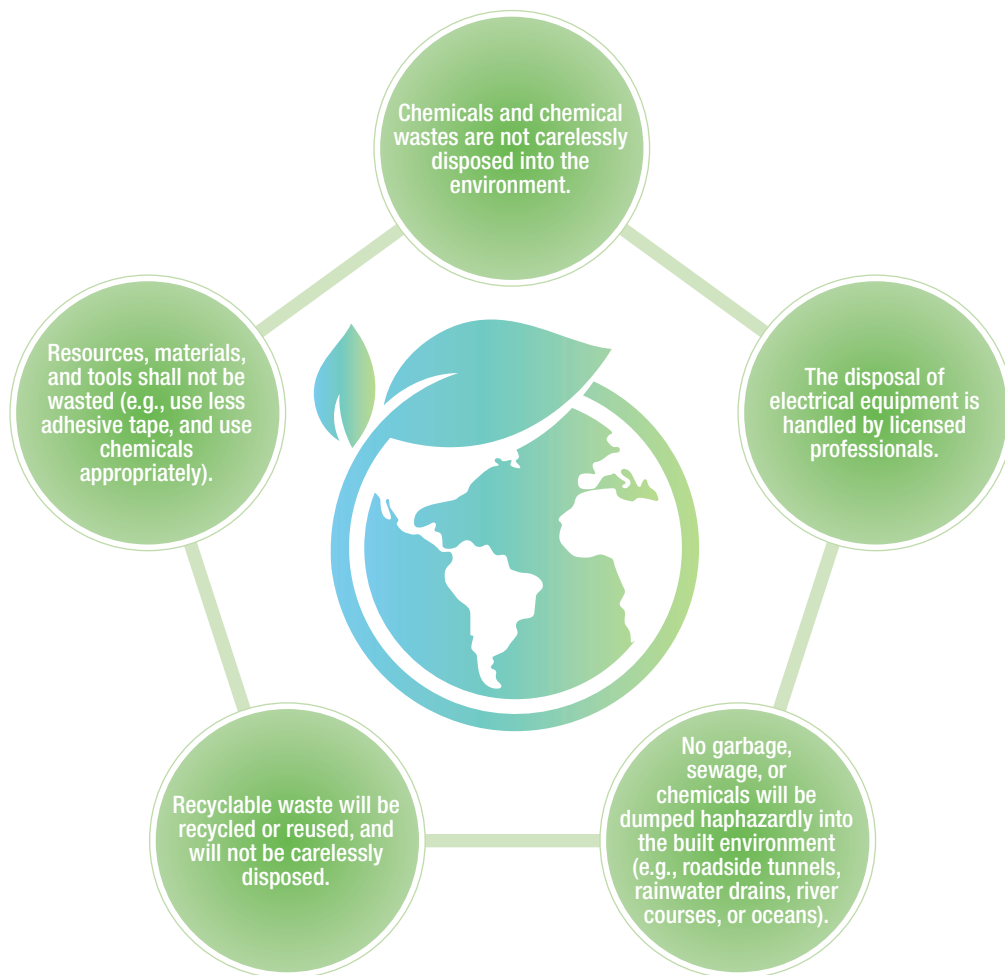 Chemicals and chemical
wastes are not carelessly
disposed into the
environment.
Resources, materials,
and tools shall not be
wasted (e.g., use less
adhesive tape, and use
chemicals
appropriately).
The disposal of
electrical equipment is
handled by licensed
professionals.
Recyclable waste will be
recycled or reused, and
will not be carelessly
disposed.
No garbage,
sewage, or
chemicals will be
dumped haphazardly into
the built environment
(e.g., roadside tunnels,
rainwater drains, river
courses, or oceans).